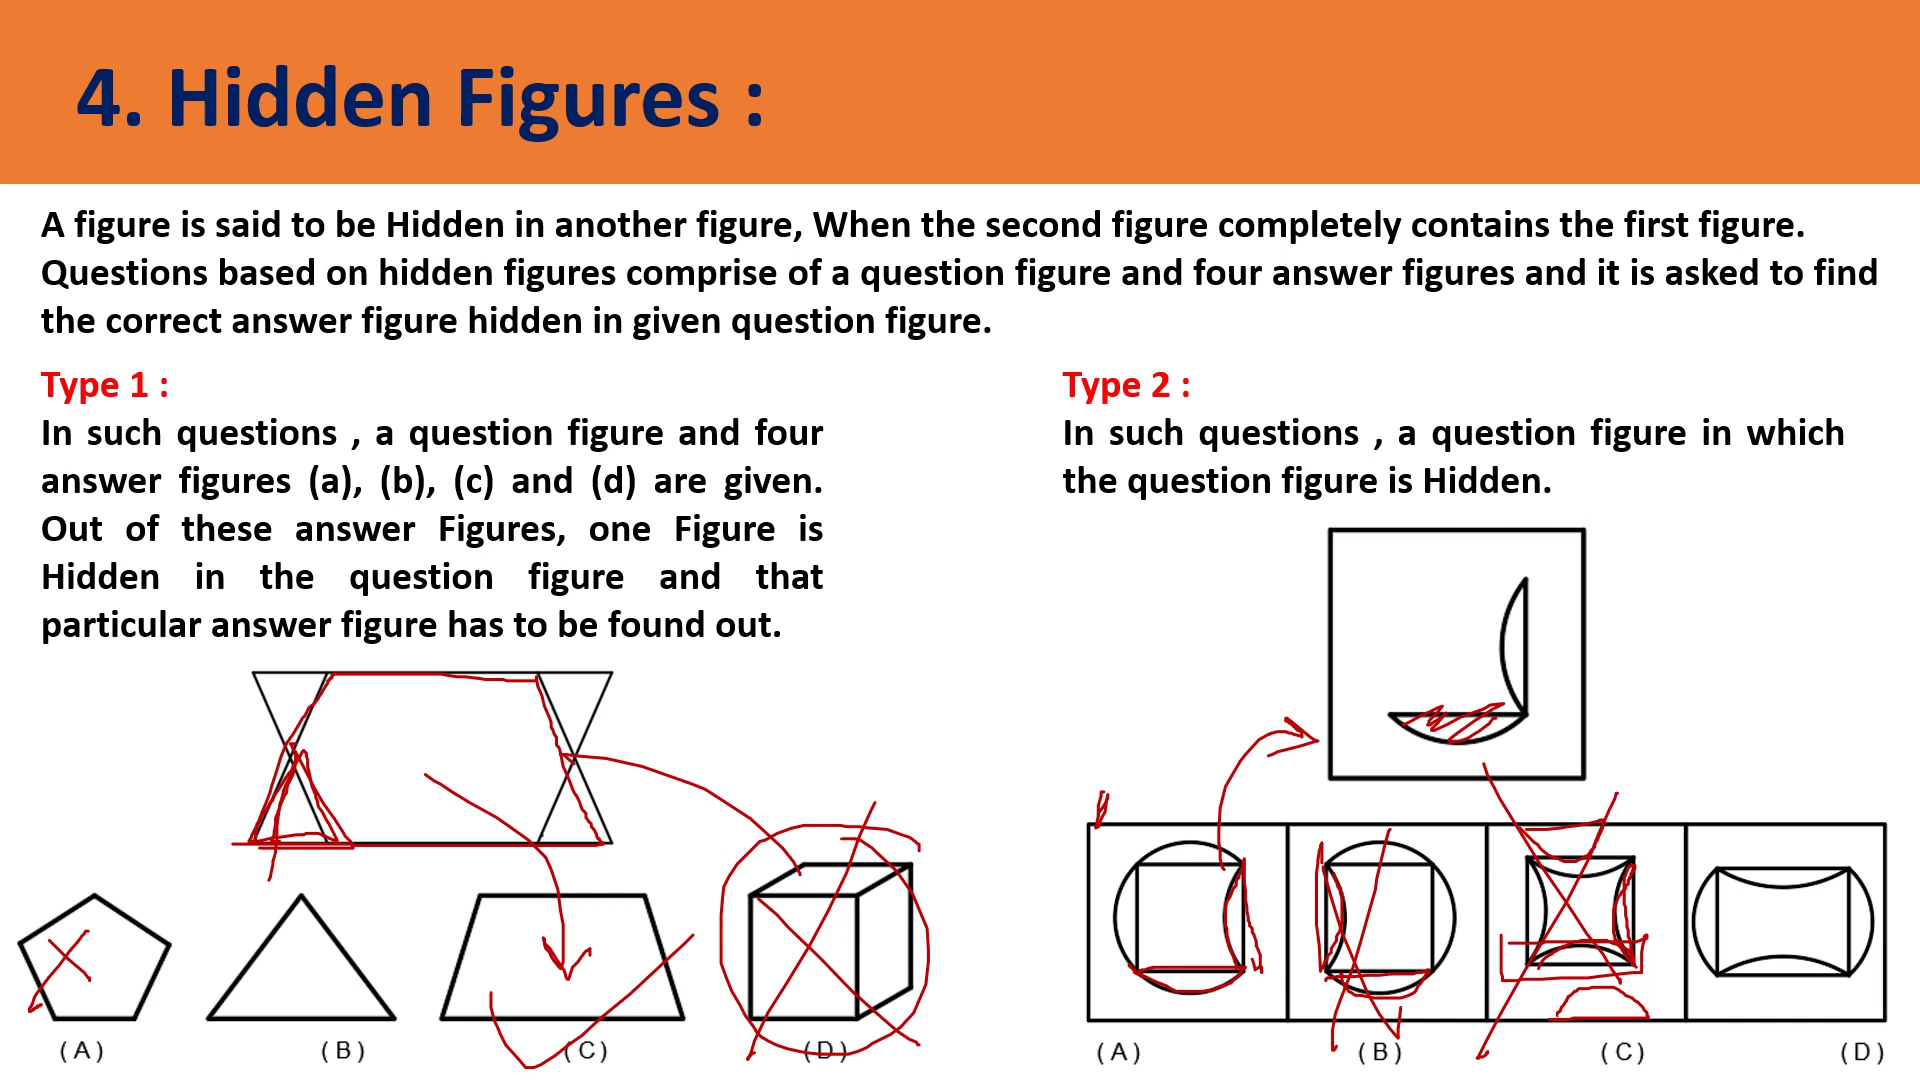 4. Hidden Figures :
A figure is said to be Hidden in another figure, When the second figure completely contains the first figure.
Questions based on hidden figures comprise of a question figure and four answer figures and it is asked to find
the correct answer figure hidden in given question figure.
Type 1 :
In such questions , a question figure and four
answer figures (a), (b), (c) and (d) are given.
Out of these answer Figures, one Figure is
Hidden in the question figure and that
particular answer figure has to be found out.
Type 2 :
In such questions , a question figure in which
the question figure is Hidden.
(A) (B) (C) (D)
(A) (B) (C) (D)